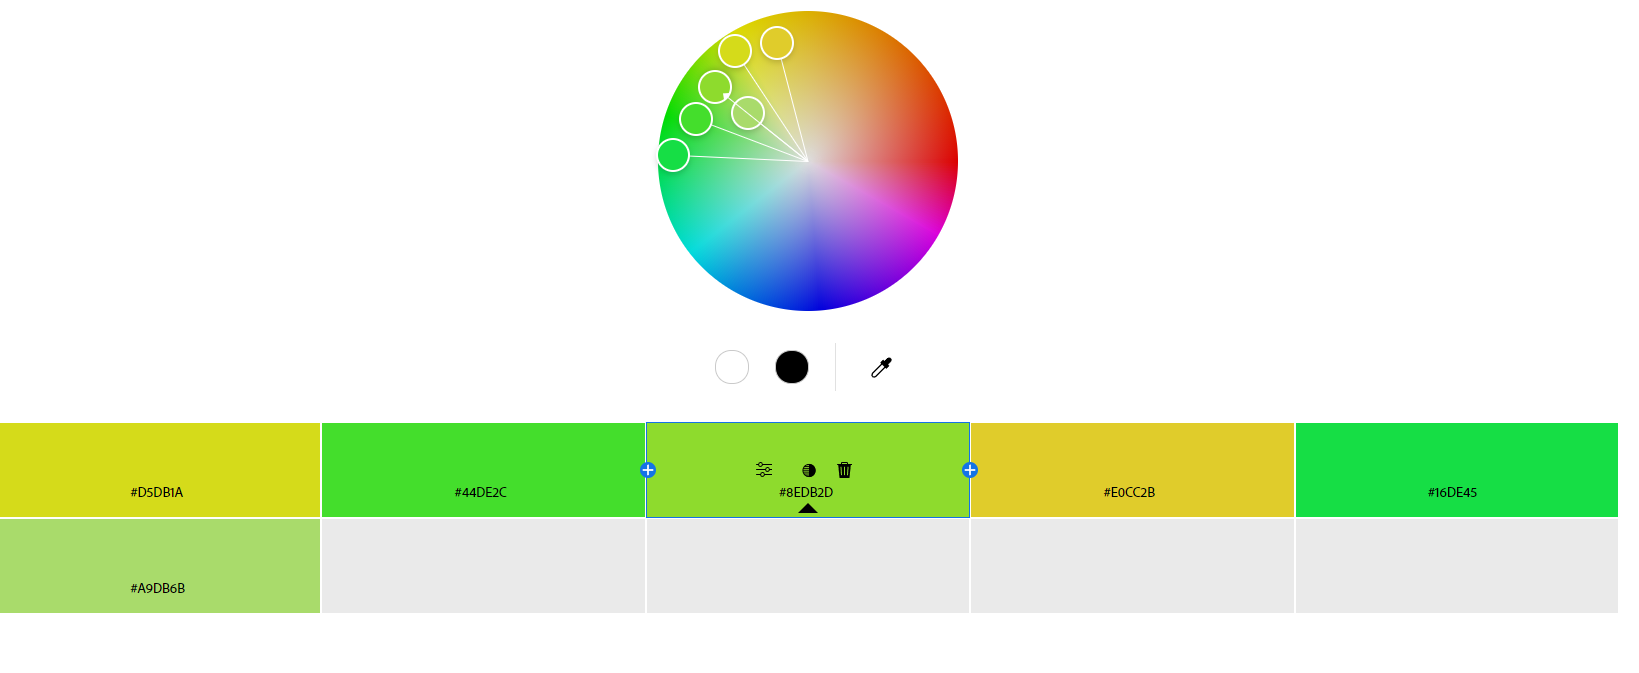 #D5DB1A
#44DE2C
#8EDB2D
#E0CC2B
#16DE45
#A9DB6B